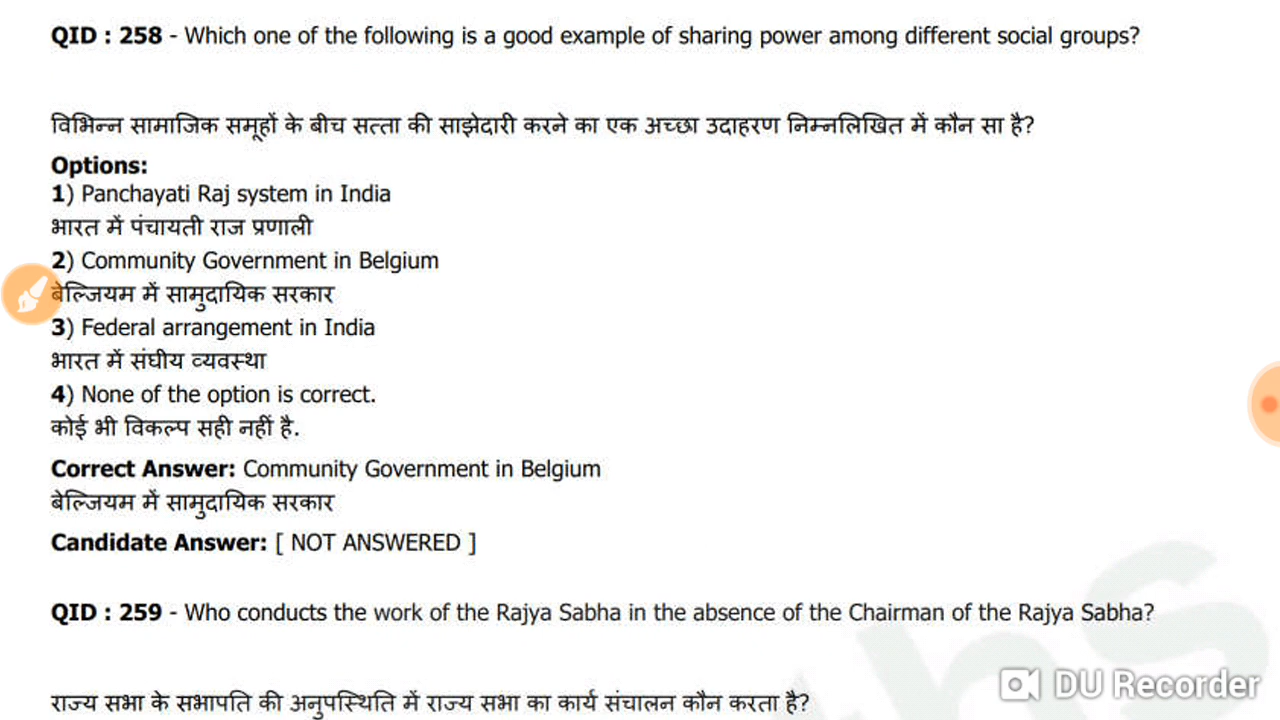 QID : 258 - Which one of the following is a good example of sharing power among different social groups?
विभिन्न सामाजिक समूहों के बीच सत्ता की साझेदारी करने का एक अच्छा उदाहरण निम्नलिखित में कौन सा है?
Options:
1) Panchayati Raj system in India
भारत में पंचायती राज प्रणाली
2) Community Government in Belgium
बेल्जियम में सामुदायिक सरकार
3) Federal arrangement in India
भारत में संघीय व्यवस्था
4) None of the option is correct.
कोई भी विकल्प सही नहीं है.
Correct Answer: Community Government in Belgium
बेल्जियम में सामुदायिक सरकार
Candidate Answer: [ NOT ANSWERED ]
QID : 259 - Who conducts the work of the Rajya Sabha in the absence of the Chairman of the Rajya Sabha?
राज्य सभा के सभापति की अनुपस्थिति में राज्य सभा का कार्य संचालन कौन करता है?
DU Recorder